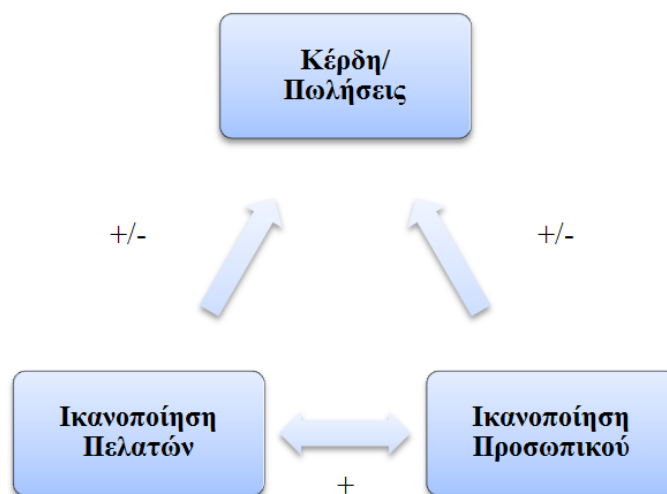 Κέρδη/
Πωλήσεις
+/-
+/-
Ικανοποίηση
Πελατών
Ικανοποίηση
Προσωπικού
+